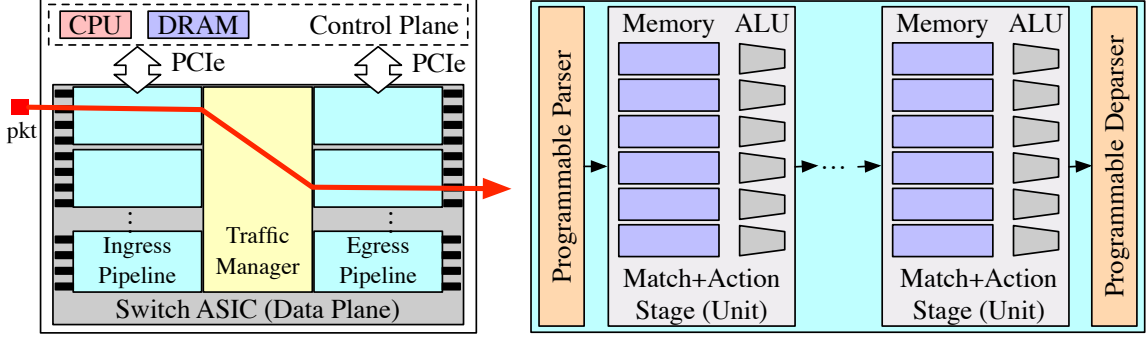 CPU DRAM Control Plane
PCIe PCIe
pkt
Ingress
Pipeline
Traffic
Manager
Egress
Pipeline
Switch ASIC (Data Plane)
Programmable Parser
Memory ALU
Match+Action
Stage (Unit)
...
Memory ALU
Match+Action
Stage (Unit)
Programmable Deparser